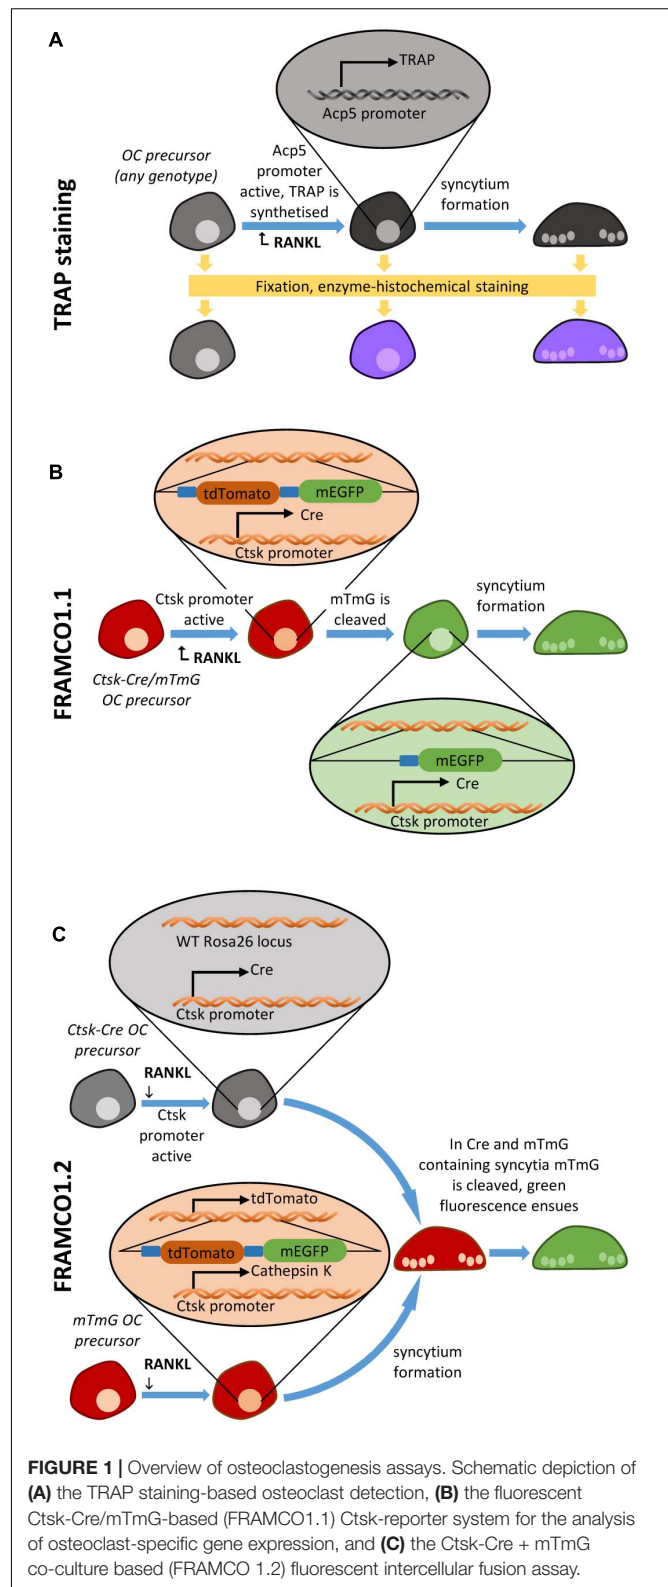 A
TRAP
Acp5 promoter
TRAP staining
OC precursor
(any genotype)
Acp5
promoter
active, TRAP is
synthetised
RANKL
syncytium
formation
Fixation, enzyme-histochemical staining
B
tdTomato
mEGFP
Cre
Ctsk promoter
FRAMCO1.1
Ctsk promoter
active
RANKL
mTmG is
cleaved
syncytium
formation
Ctsk-Cre/mTmG
OC precursor
mEGFP
Cre
Ctsk promoter
C
WT Rosa26 locus
Cre
Ctsk promoter
FRAMCO1.2
Ctsk-Cre OC
precursor
RANKL
Ctsk
promoter
active
In Cre and mTmG
containing syncytia mTmG
is cleaved, green
fluorescence ensues
tdTomato
tdTomato
mEGFP
Cathepsin K
Ctsk promoter
mTmG OC
precursor
RANKL
syncytium
formation
FIGURE 1 | Overview of osteoclastogenesis assays. Schematic depiction of
(A) the TRAP staining-based osteoclast detection, (B) the fluorescent
Ctsk-Cre/mTmG-based (FRAMCO1.1) Ctsk-reporter system for the analysis
of osteoclast-specific gene expression, and (C) the Ctsk-Cre + mTmG
co-culture based (FRAMCO 1.2) fluorescent intercellular fusion assay.